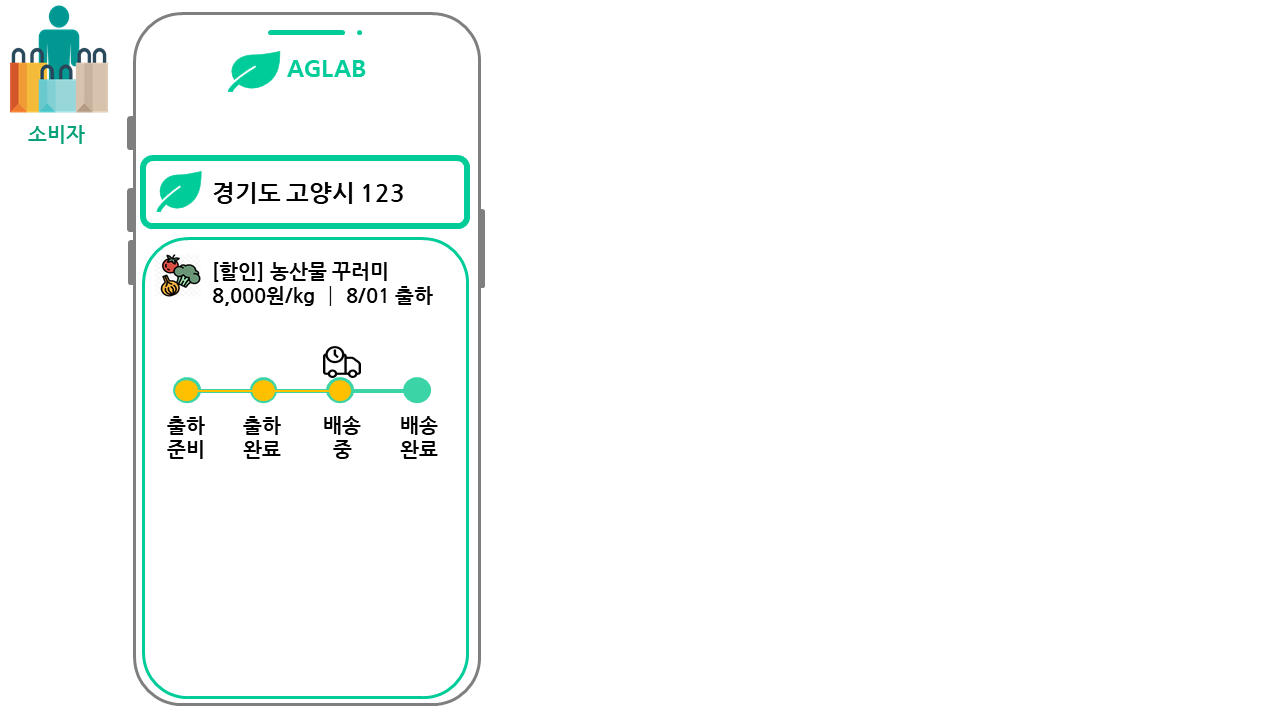 AGLAB
소비자
경기도 고양시 123
[할인] 농산물 꾸러미
8,000원/kg │ 8/01 출하
출하 준비
출하 완료
배송 중
배송 완료